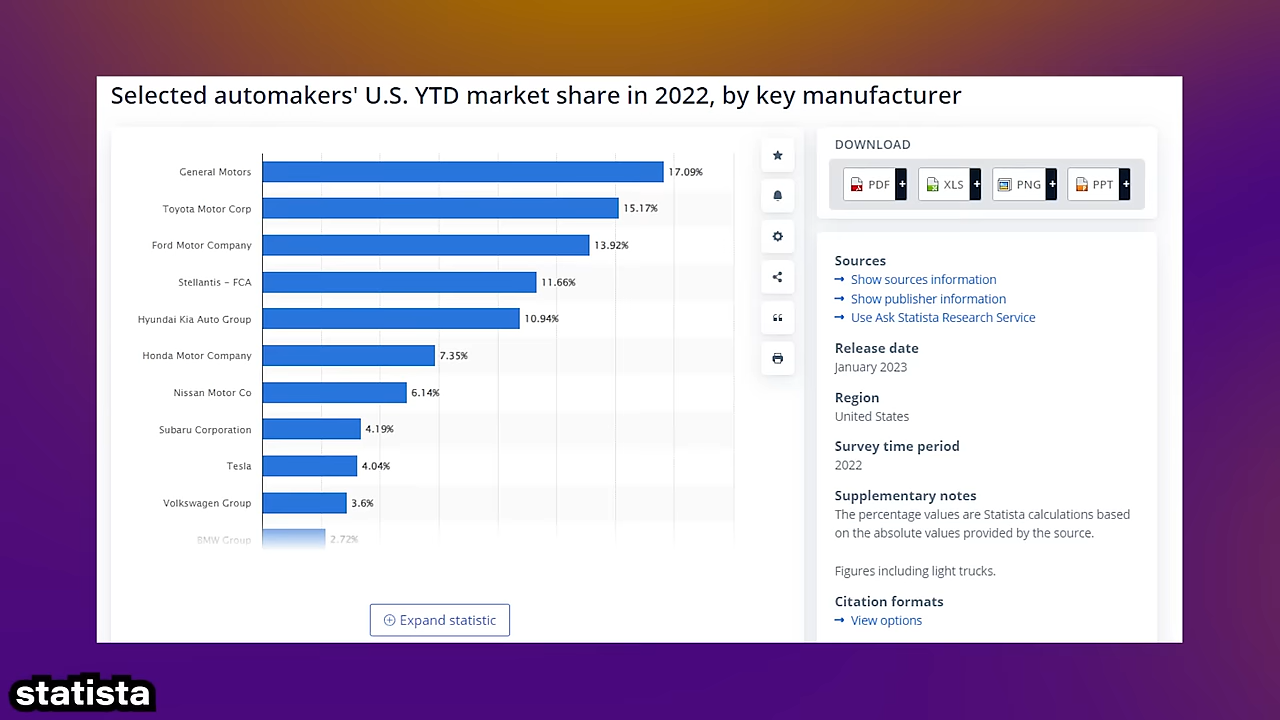 Selected automakers' U.S. YTD market share in 2022, by key manufacturer
General Motors 17.09%
Toyota Motor Corp 15.17%
Ford Motor Company 13.92%
Stellantis – FCA 11.66%
Hyundai Kia Auto Group 10.94%
Honda Motor Company 7.35%
Nissan Motor Co 6.14%
Subaru Corporation 4.19%
Tesla 4.04%
Volkswagen Group 3.6%
BMW Group 2.72%
Expand statistic
DOWNLOAD
PDF + XLS + PNG + PPT +
Sources
→ Show sources information
→ Show publisher information
→ Use Ask Statista Research Service
Release date
January 2023
Region
United States
Survey time period
2022
Supplementary notes
The percentage values are Statista calculations based
on the absolute values provided by the source.
Figures including light trucks.
Citation formats
→ View options
statista